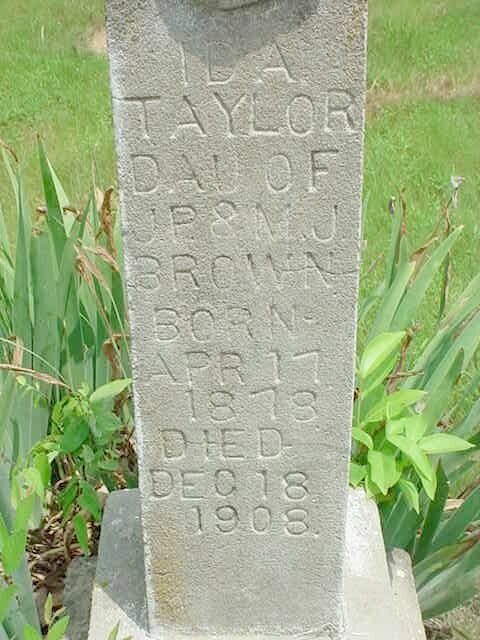 IDA
TAYLOR
DAU OF
J.P. & M.J.
BROWN
BORN-
APR 17
1878
DIED-
DEC 18.
1908.